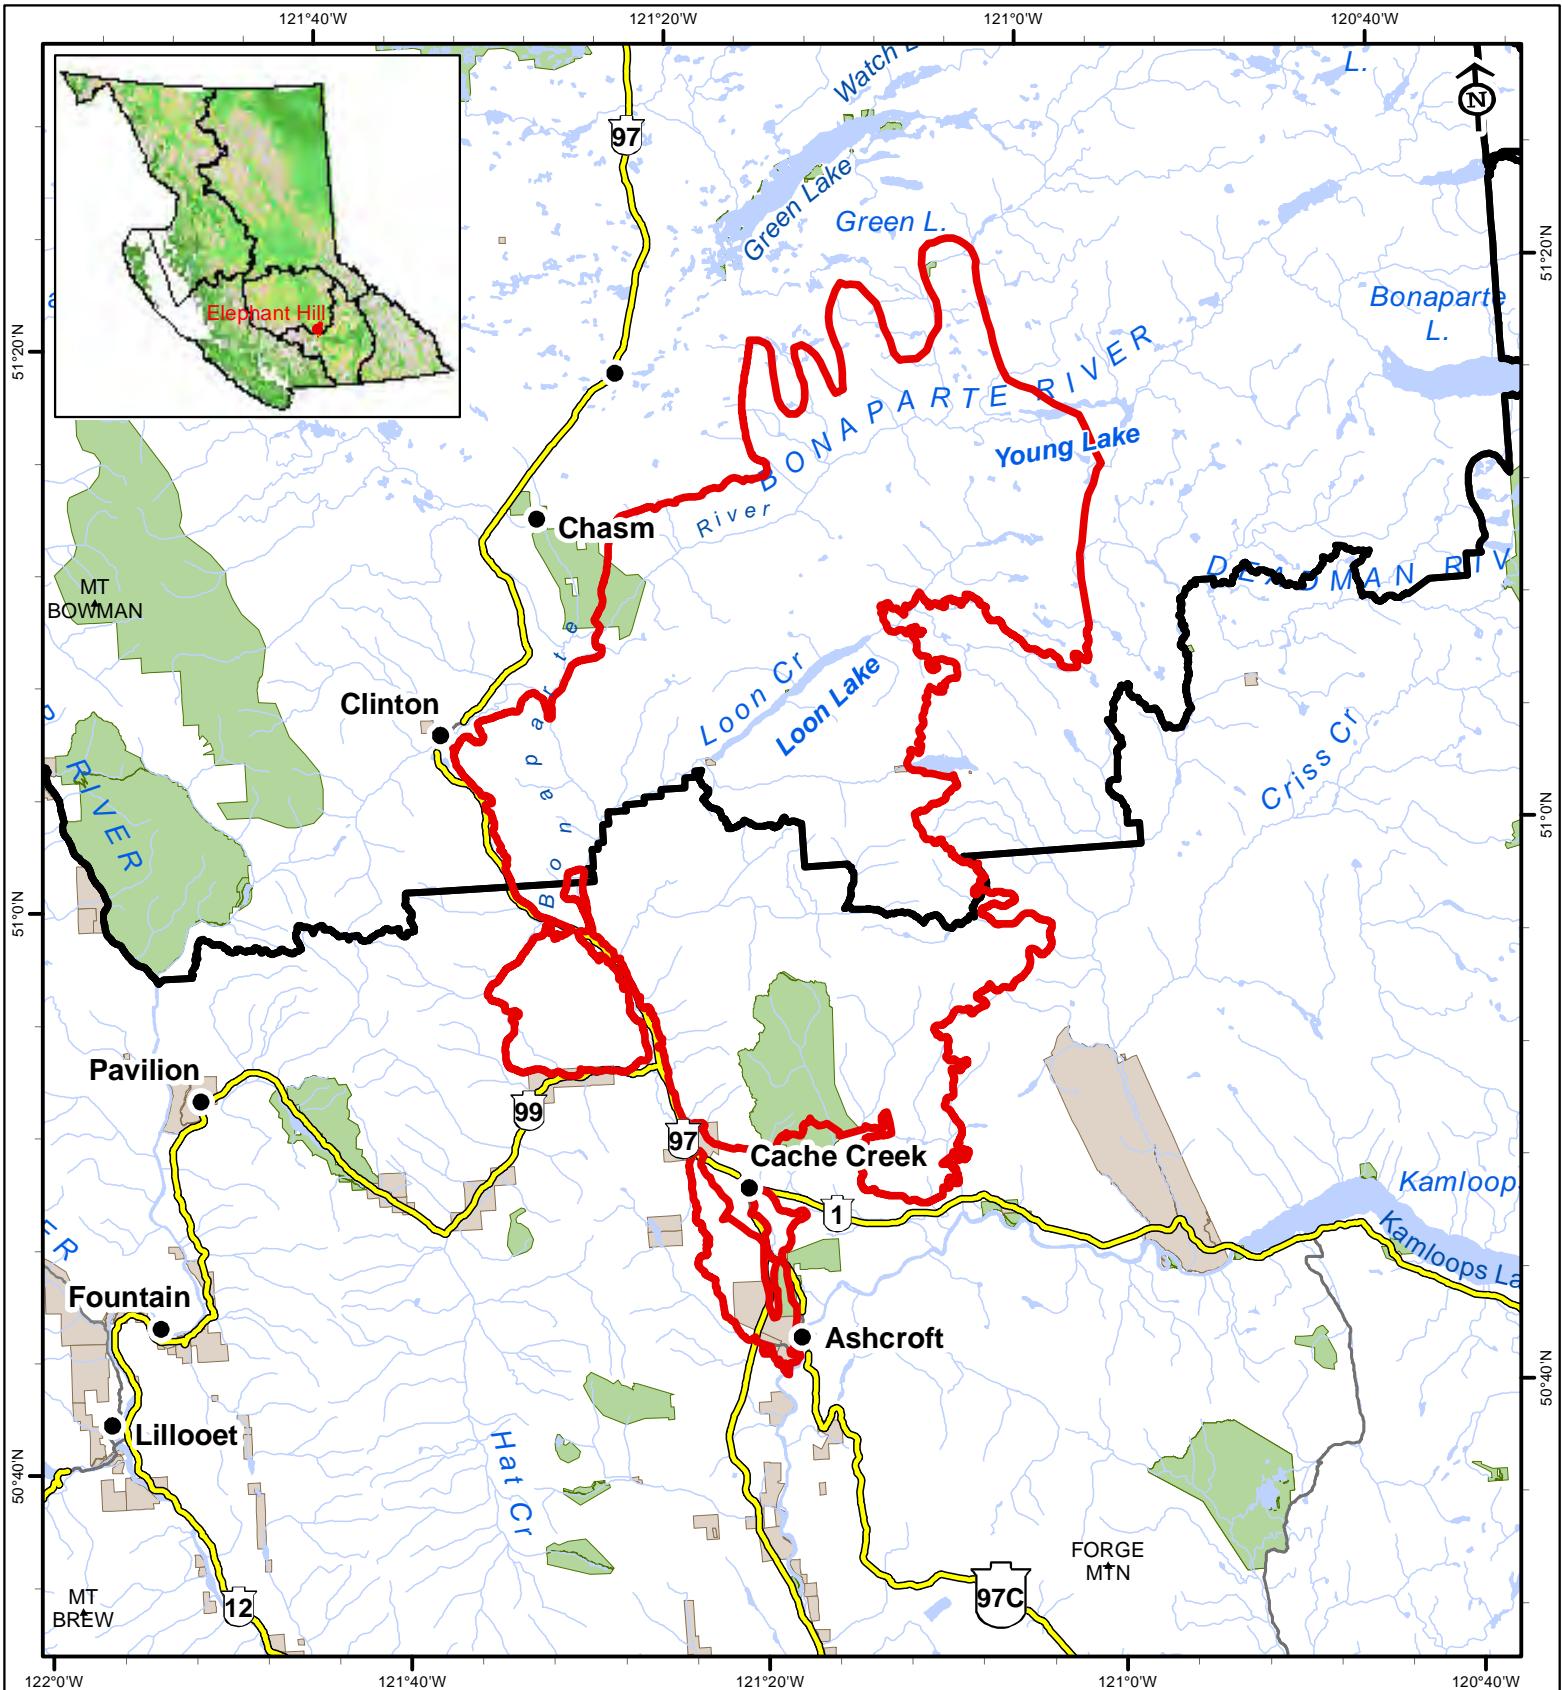 121°40'W
121°20'W
121°0'W
120°40'W
Watch L
L.
N
97
Green Lake
Green L.
Elephant Hill
51°20'N
51°20'N
Bonaparte
L.
BONAPARTE RIVER
Young Lake
River
Chasm
DEADMAN RIV
MT
BOWMAN
Bonaparte
Clinton
Loon Cr
Loon Lake
Criss Cr
RIVER
51°0'N
51°0'N
Pavilion
99
97
Cache Creek
1
Kamloops
Kamloops La
ER
Fountain
Ashcroft
50°40'N
50°40'N
Lillooet
Hat Cr
FORGE
MTN
97C
MT
BREW
12
122°0'W
121°40'W
121°20'W
121°0'W
120°40'W